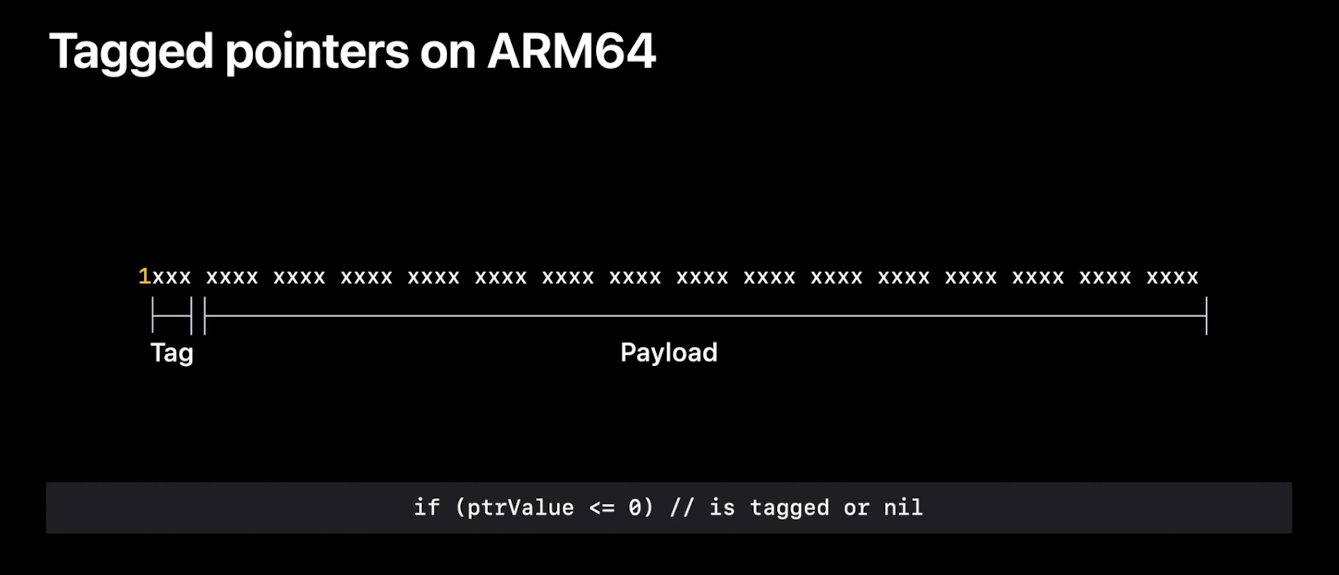 Tagged pointers on ARM64
1xxx xxxx xxxx xxxx xxxx xxxx xxxx xxxx xxxx xxxx xxxx xxxx xxxx xxxx xxxx xxxx
Tag Payload
if (ptrValue <= 0) // is tagged or nil